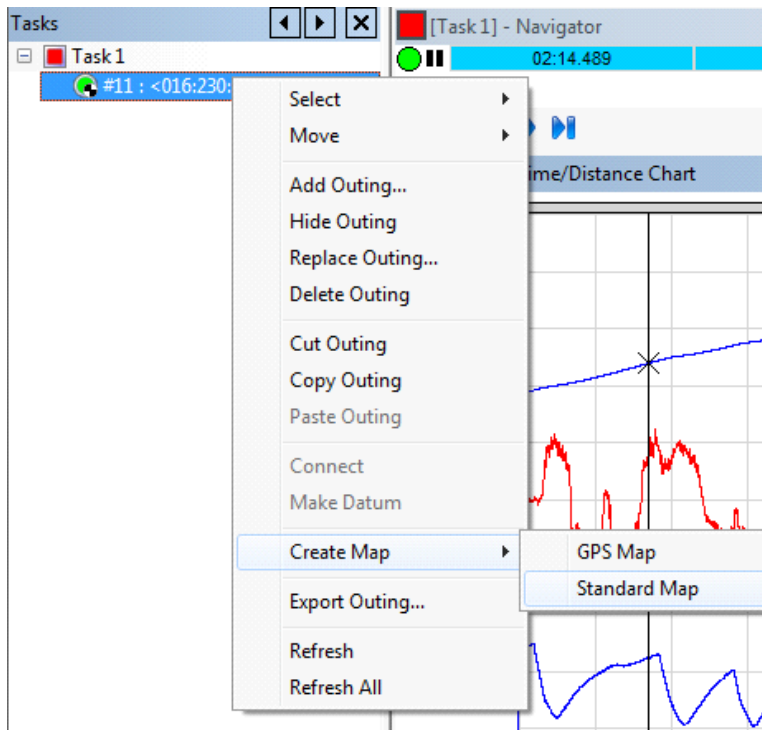 Tasks
[Task 1] - Navigator
Task 1
02:14.489
#11 : <016:230:
Select
Move
ime/Distance Chart
Add Outing...
Hide Outing
Replace Outing...
Delete Outing
Cut Outing
Copy Outing
Paste Outing
Connect
Make Datum
Create Map
GPS Map
Standard Map
Export Outing...
Refresh
Refresh All